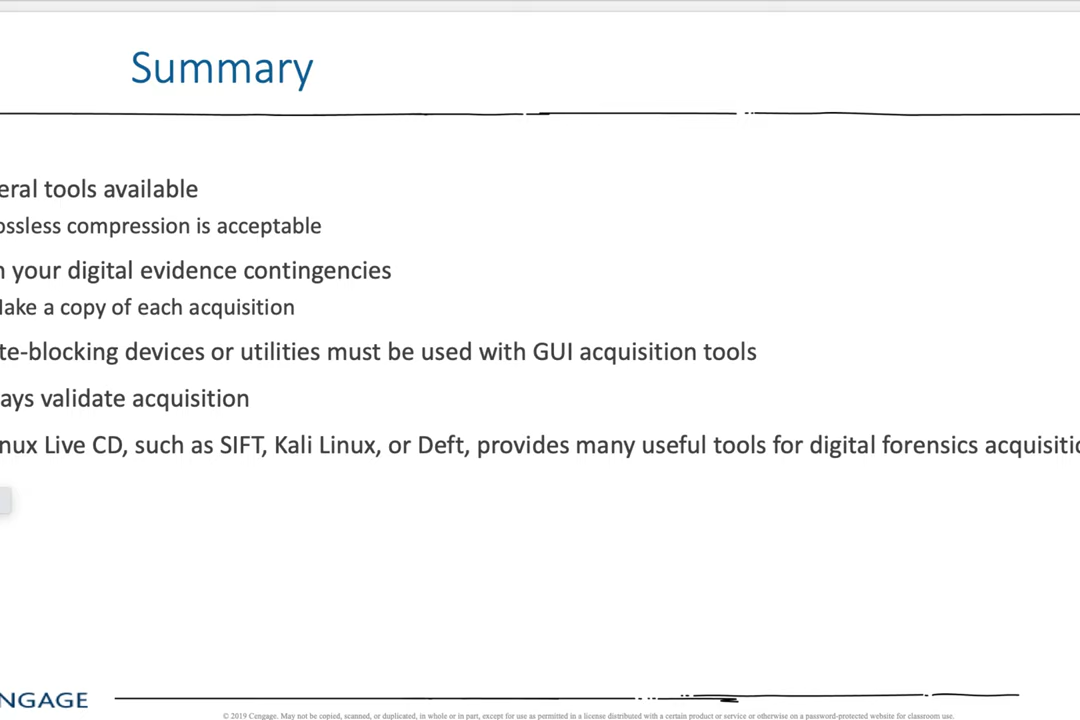 Summary
eral tools available
ossless compression is acceptable
n your digital evidence contingencies
Make a copy of each acquisition
te-blocking devices or utilities must be used with GUI acquisition tools
ays validate acquisition
nux Live CD, such as SIFT, Kali Linux, or Deft, provides many useful tools for digital forensics acquisitio
NGAGE
© 2019 Cengage. May not be copied, scanned, or duplicated, in whole or in part, except for use as permitted in a license distributed with a certain product or service or otherwise on a password-protected website for classroom use.